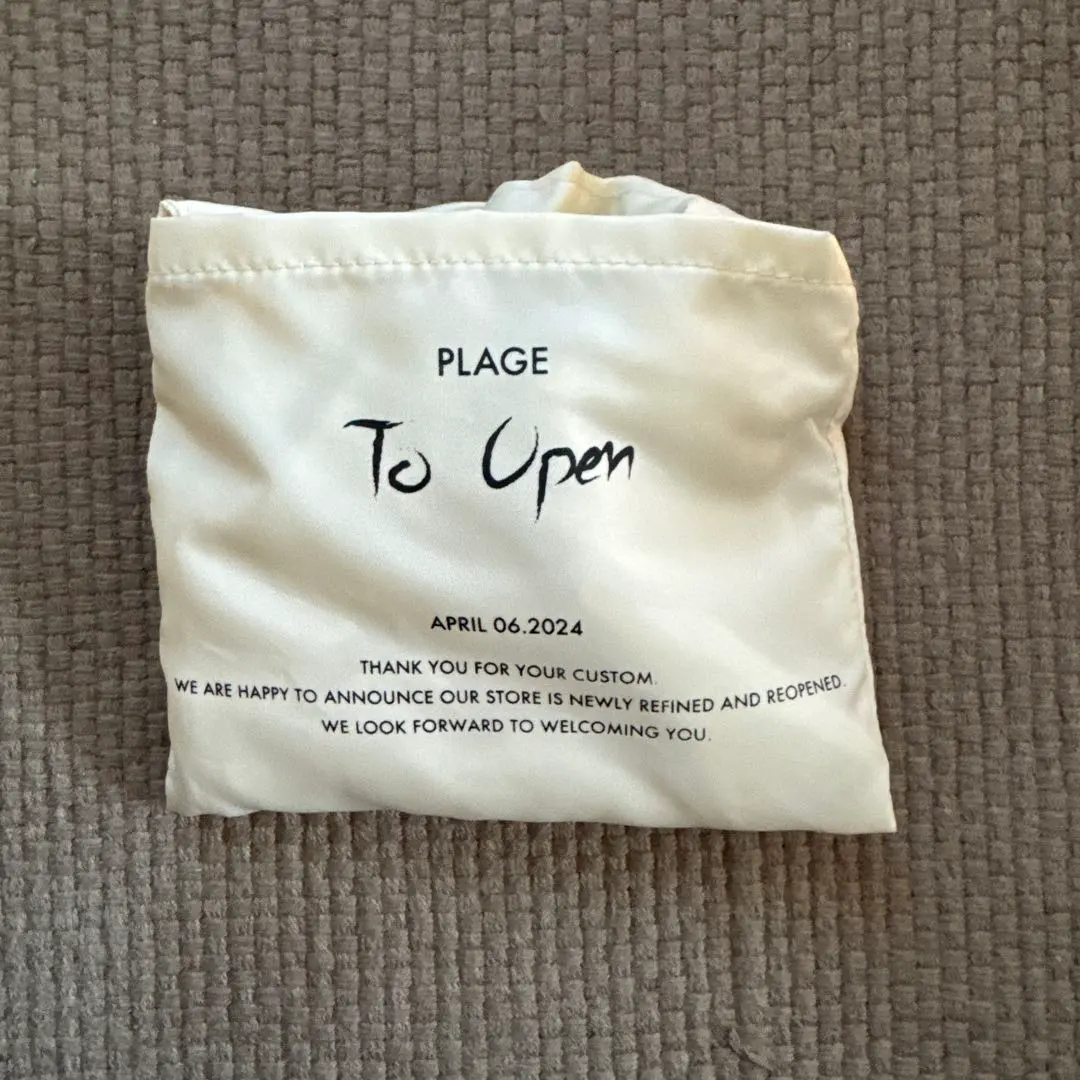 PLAGE
To Open
APRIL 06.2024
THANK YOU FOR YOUR CUSTOM.
WE ARE HAPPY TO ANNOUNCE OUR STORE IS NEWLY REFINED AND REOPENED.
WE LOOK FORWARD TO WELCOMING YOU.